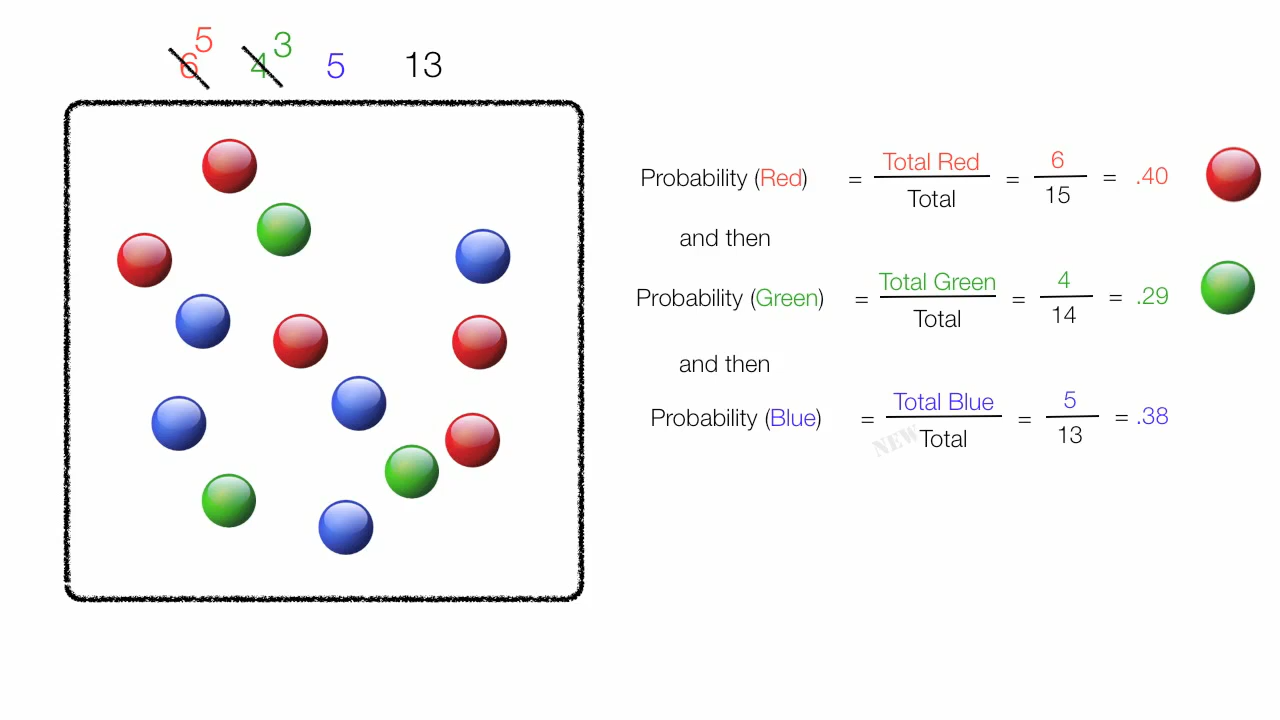 5 3
6 4 5 13
Probability (Red) = Total Red / Total = 6 / 15 = .40
and then
Probability (Green) = Total Green / Total = 4 / 14 = .29
and then
Probability (Blue) = Total Blue / NEW Total = 5 / 13 = .38